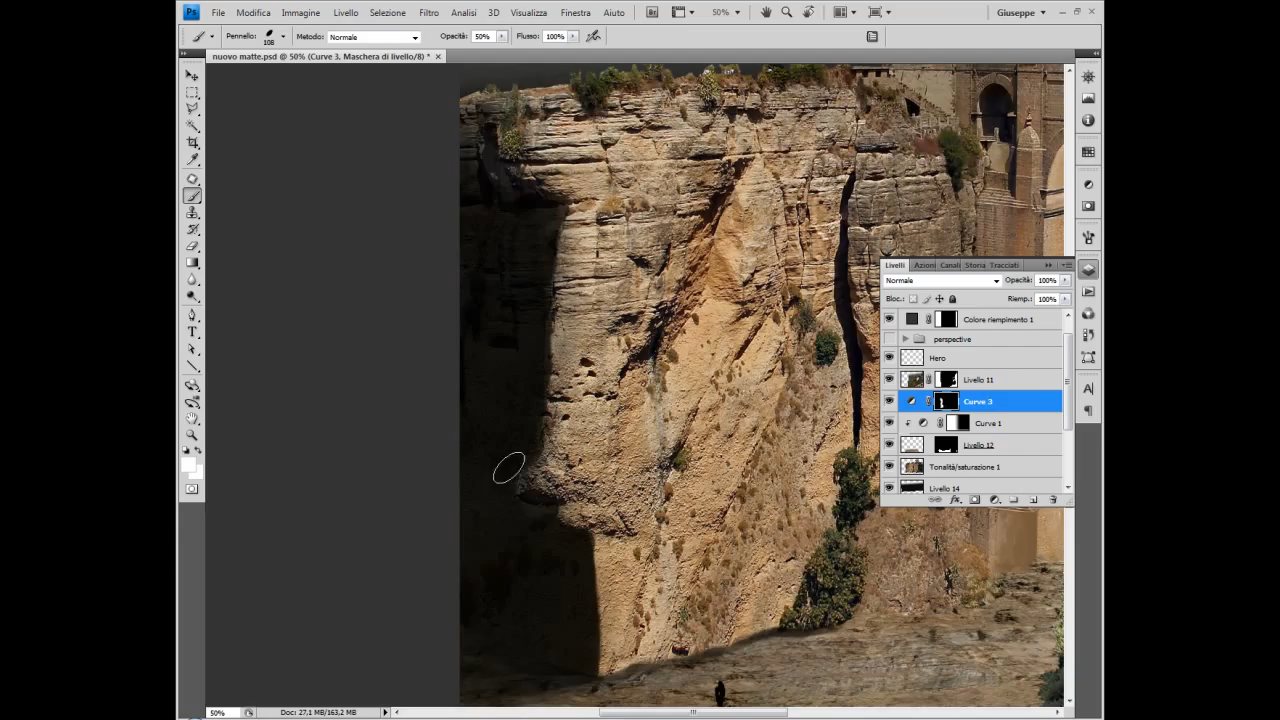 Ps File Modifica Immagine Livello Selezione Filtro Analisi 3D Visualizza Finestra Aiuto Br 50% Giuseppe
Pennello: 108 Metodo: Normale Opacità: 50% Flusso: 100%
nuovo matte.psd @ 50% (Curve 3, Maschera di livello/8) *
Livelli Azioni Canali Storia Tracciati
Normale Opacità: 100%
Bloc.: Riemp.: 100%
Colore riempimento 1
perspective
Hero
Livello 11
Curve 3
Curve 1
Livello 12
Tonalità/saturazione 1
Livello 14
fx
T
A
50% Doc: 27,1 MB/163,2 MB